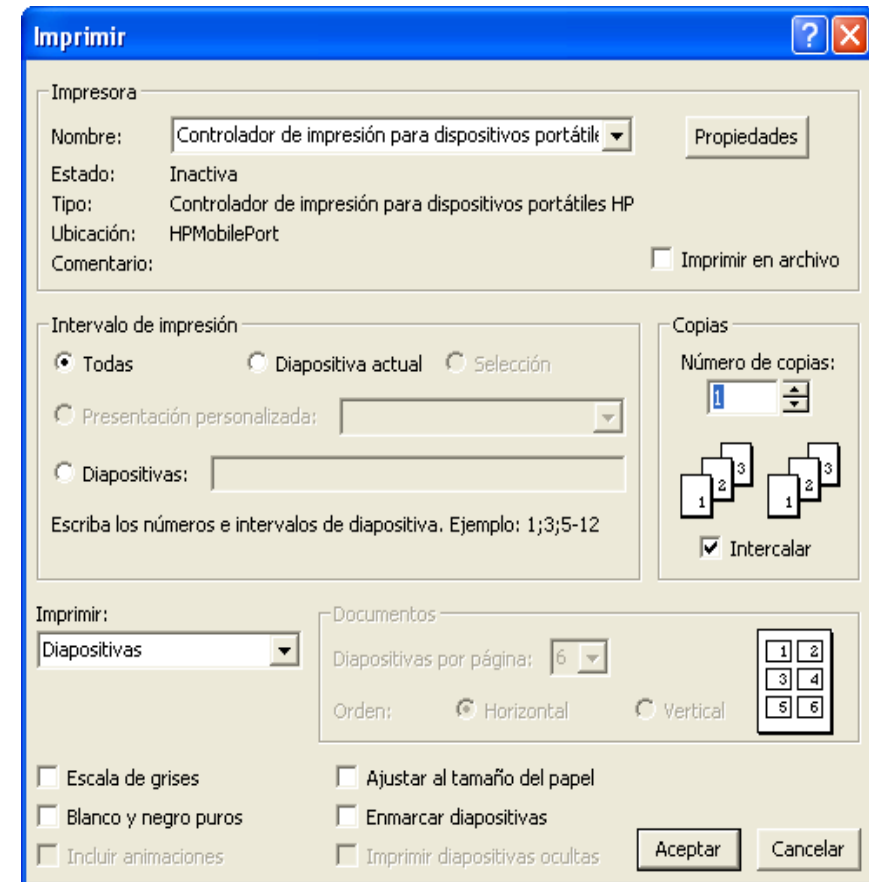 Imprimir
Impresora
Nombre: Controlador de impresión para dispositivos portátile Propiedades
Estado: Inactiva
Tipo: Controlador de impresión para dispositivos portátiles HP
Ubicación: HPMobilePort
Comentario: Imprimir en archivo
Intervalo de impresión
Todas Diapositiva actual Selección
Presentación personalizada:
Diapositivas:
Escriba los números e intervalos de diapositiva. Ejemplo: 1;3;5-12
Copias
Número de copias:
1
1 2 3 1 2 3
Intercalar
Imprimir:
Diapositivas
Documentos
Diapositivas por página: 6
Orden: Horizontal Vertical
1 2
3 4
5 6
Escala de grises Ajustar al tamaño del papel
Blanco y negro puros Enmarcar diapositivas
Incluir animaciones Imprimir diapositivas ocultas
Aceptar Cancelar